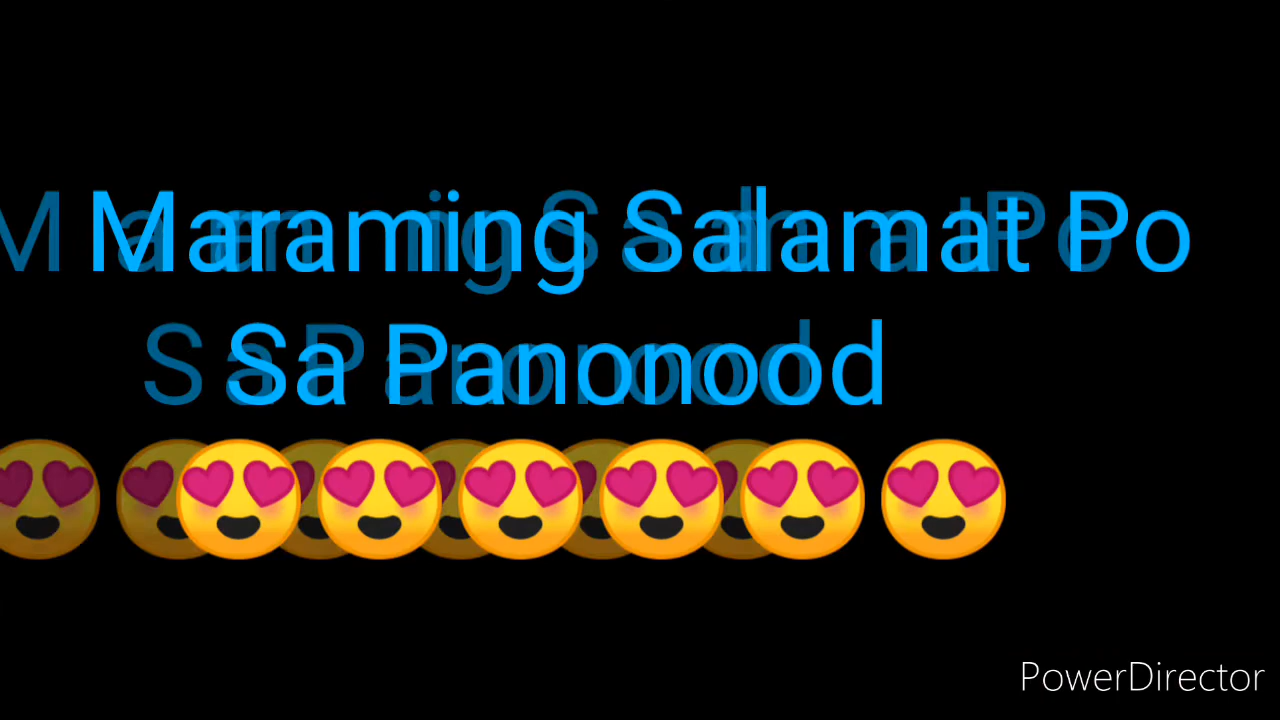 Maraming Salamat Po
Sa Panonood
😍😍😍😍😍😍
PowerDirector